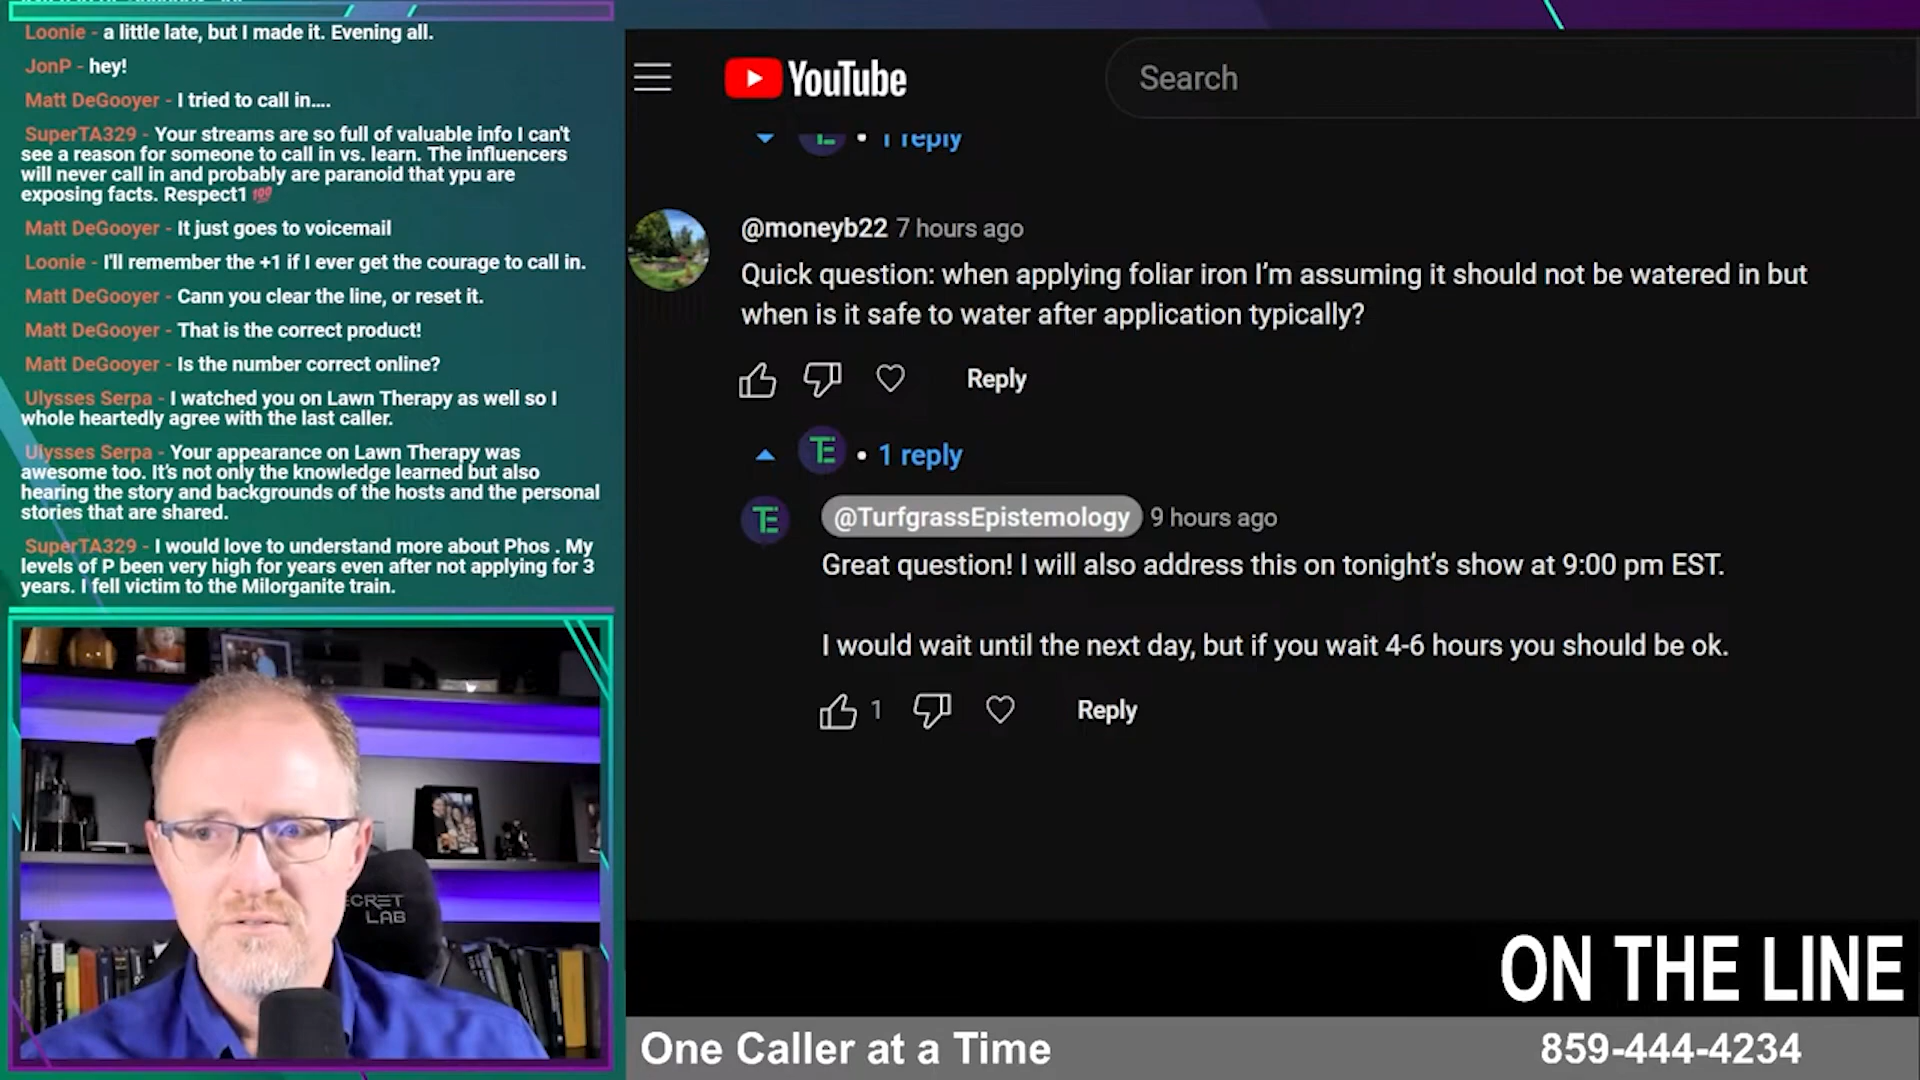 Loonie - a little late, but I made it. Evening all.
JonP - hey!
Matt DeGooyer - I tried to call in....
SuperTA329 - Your streams are so full of valuable info I can't
see a reason for someone to call in vs. learn. The influencers
will never call in and probably are paranoid that ypu are
exposing facts. Respect1 💯
Matt DeGooyer - It just goes to voicemail
Loonie - I'll remember the +1 if I ever get the courage to call in.
Matt DeGooyer - Cann you clear the line, or reset it.
Matt DeGooyer - That is the correct product!
Matt DeGooyer - Is the number correct online?
Ulysses Serpa - I watched you on Lawn Therapy as well so I
whole heartedly agree with the last caller.
Ulysses Serpa - Your appearance on Lawn Therapy was
awesome too. It's not only the knowledge learned but also
hearing the story and backgrounds of the hosts and the personal
stories that are shared.
SuperTA329 - I would love to understand more about Phos . My
levels of P been very high for years even after not applying for 3
years. I fell victim to the Milorganite train.
CRET
LAB
YouTube
Search
TE • 1 reply
@moneyb22 7 hours ago
Quick question: when applying foliar iron I’m assuming it should not be watered in but
when is it safe to water after application typically?
Reply
TE • 1 reply
TE @TurfgrassEpistemology 9 hours ago
Great question! I will also address this on tonight’s show at 9:00 pm EST.
I would wait until the next day, but if you wait 4-6 hours you should be ok.
1 Reply
ON THE LINE
One Caller at a Time 859-444-4234